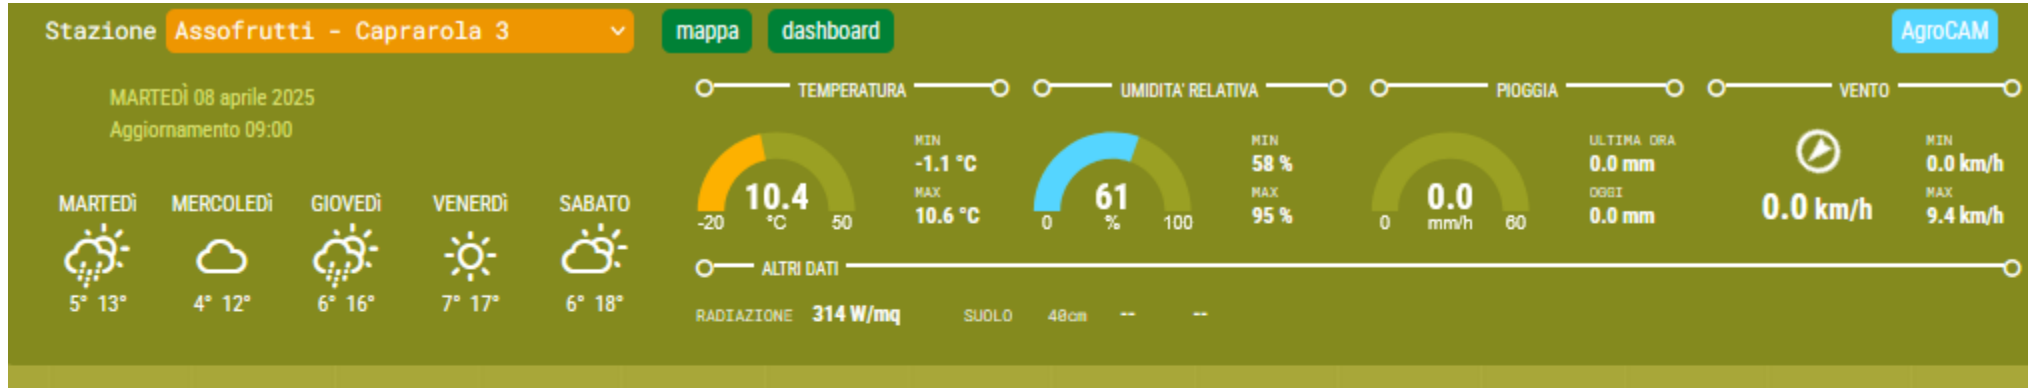 Stazione Assofrutti - Caprarola 3 mappa dashboard AgroCAM
MARTEDÌ 08 aprile 2025
Aggiornamento 09:00
MARTEDÌ MERCOLEDÌ GIOVEDÌ VENERDÌ SABATO
5° 13° 4° 12° 6° 16° 7° 17° 6° 18°
TEMPERATURA
10.4
-20 °C 50
MIN
-1.1 °C
MAX
10.6 °C
UMIDITA' RELATIVA
61
0 % 100
MIN
58 %
MAX
95 %
PIOGGIA
0.0
0 mm/h 60
ULTIMA ORA
0.0 mm
OGGI
0.0 mm
VENTO
0.0 km/h
MIN
0.0 km/h
MAX
9.4 km/h
ALTRI DATI
RADIAZIONE 314 W/mq SUOLO 40cm -- --